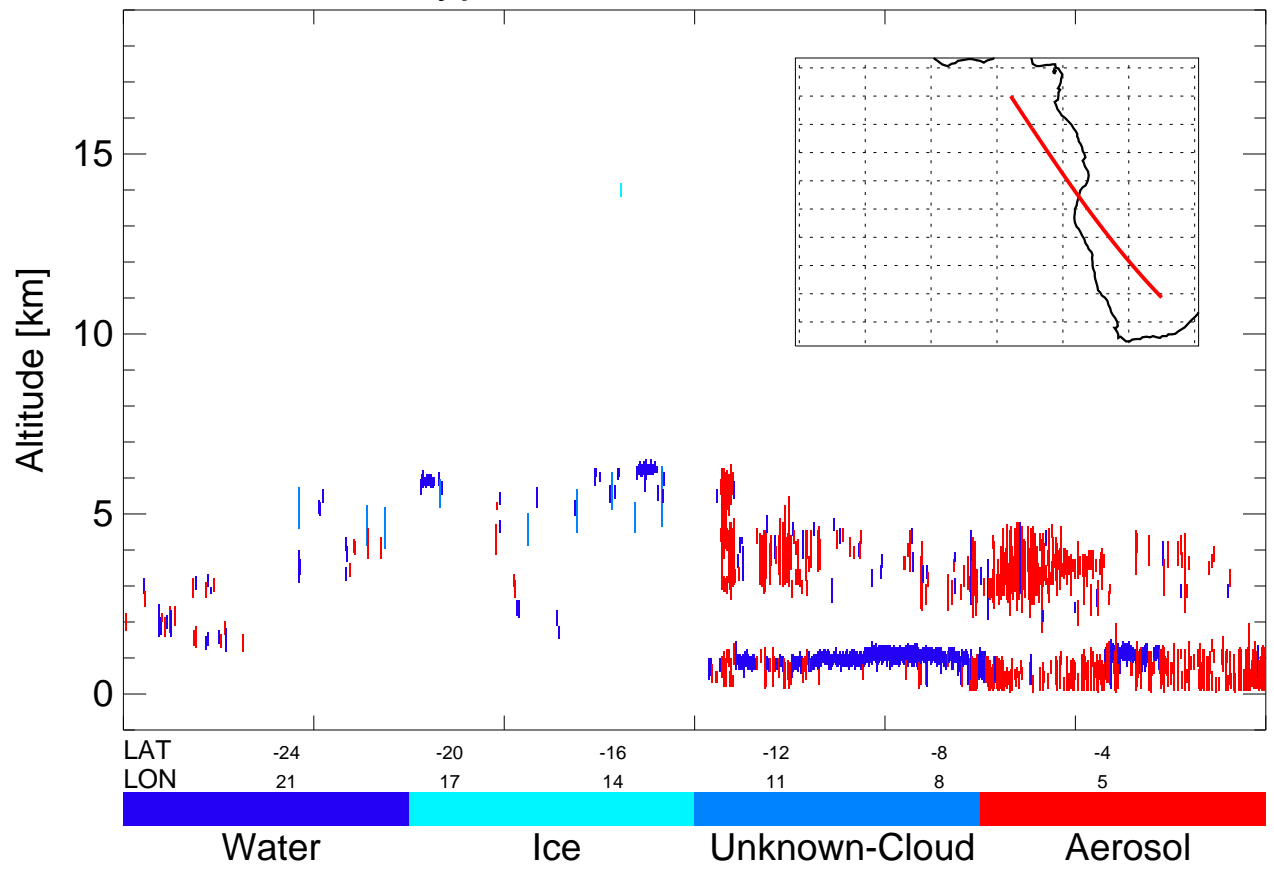 15
10
5
0
Altitude [km]
LAT -24 -20 -16 -12 -8 -4
LON 21 17 14 11 8 5
Water Ice Unknown-Cloud Aerosol